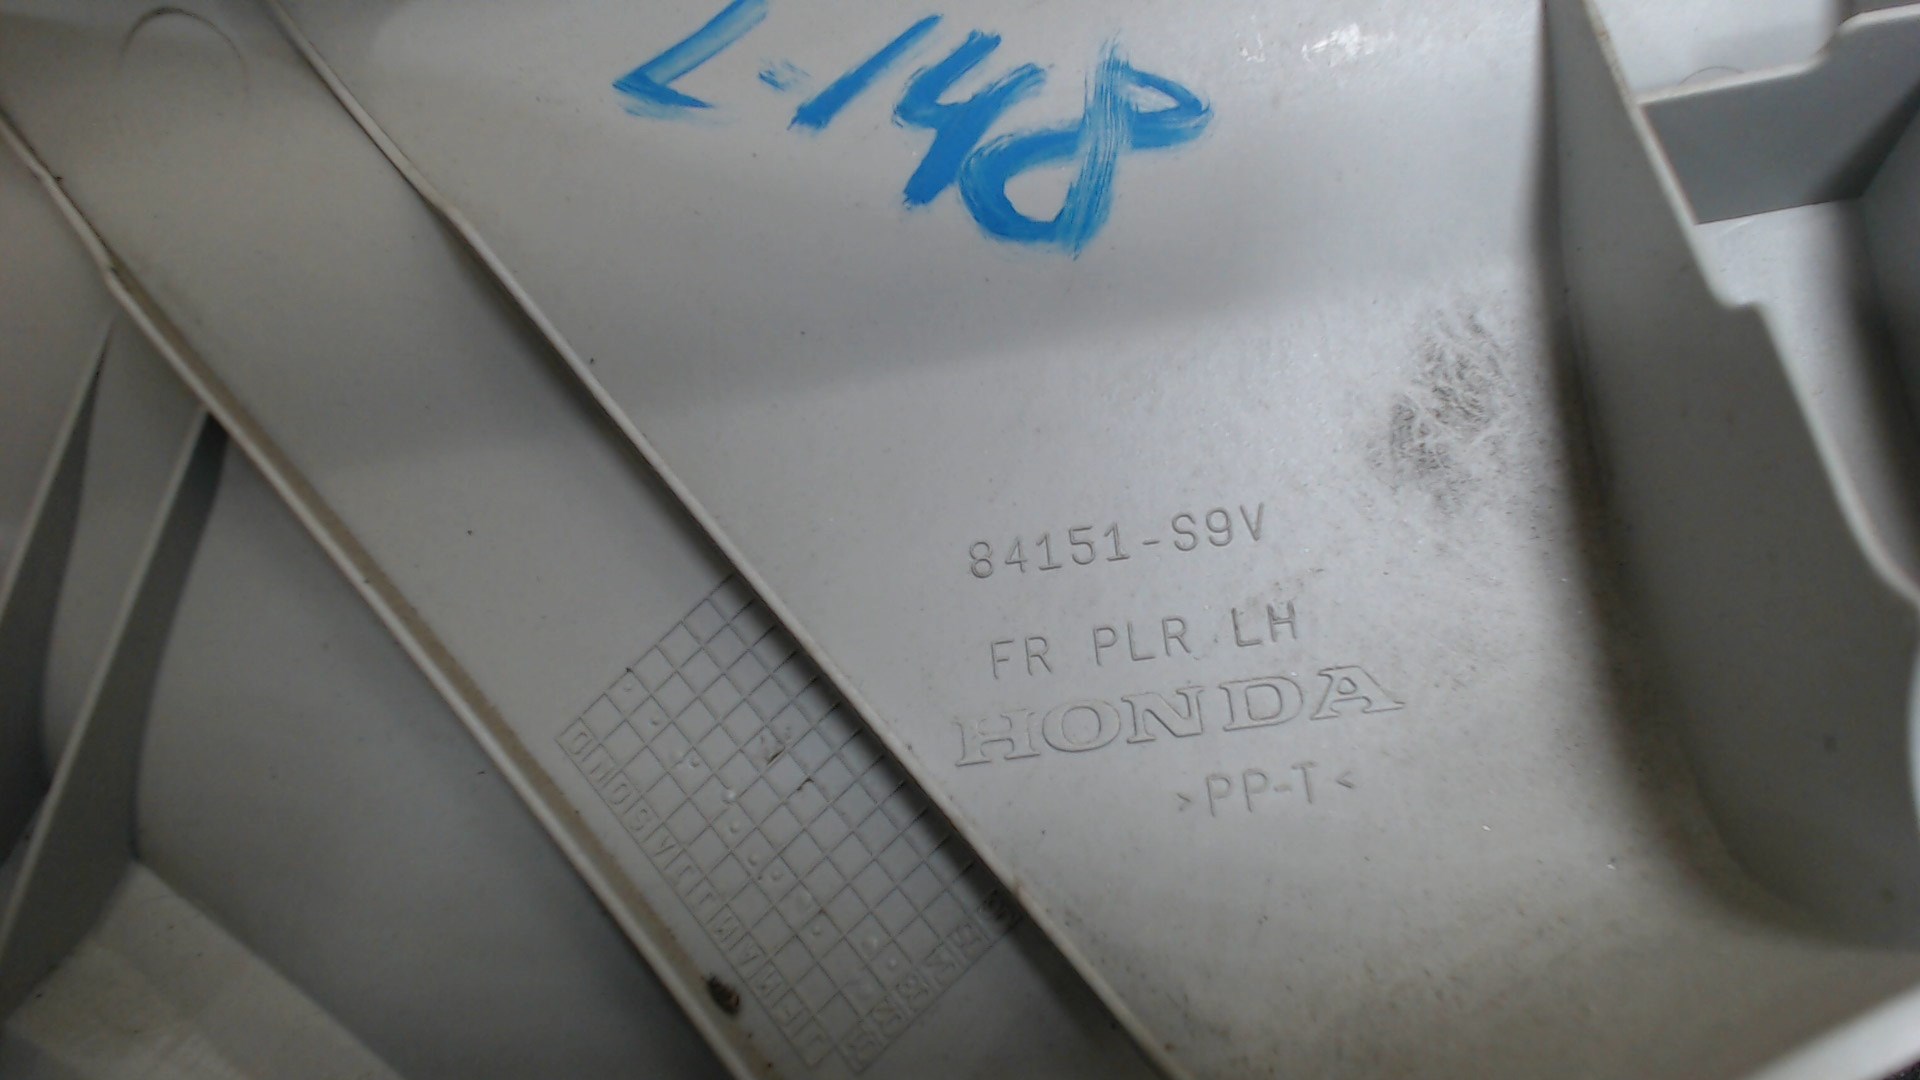 L-148
84151-S9V
FR PLR LH
HONDA
>PP-T<